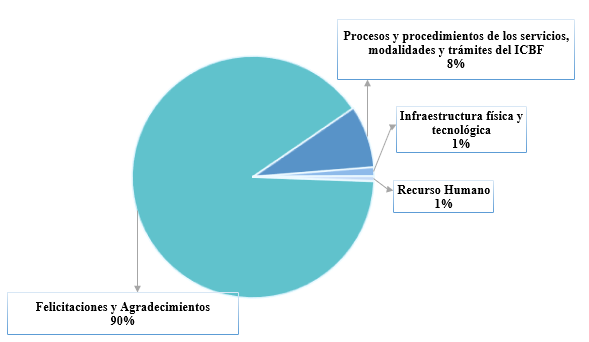 Procesos y procedimientos de los servicios,
modalidades y trámites del ICBF
8%
Infraestructura física y
tecnológica
1%
Recurso Humano
1%
Felicitaciones y Agradecimientos
90%